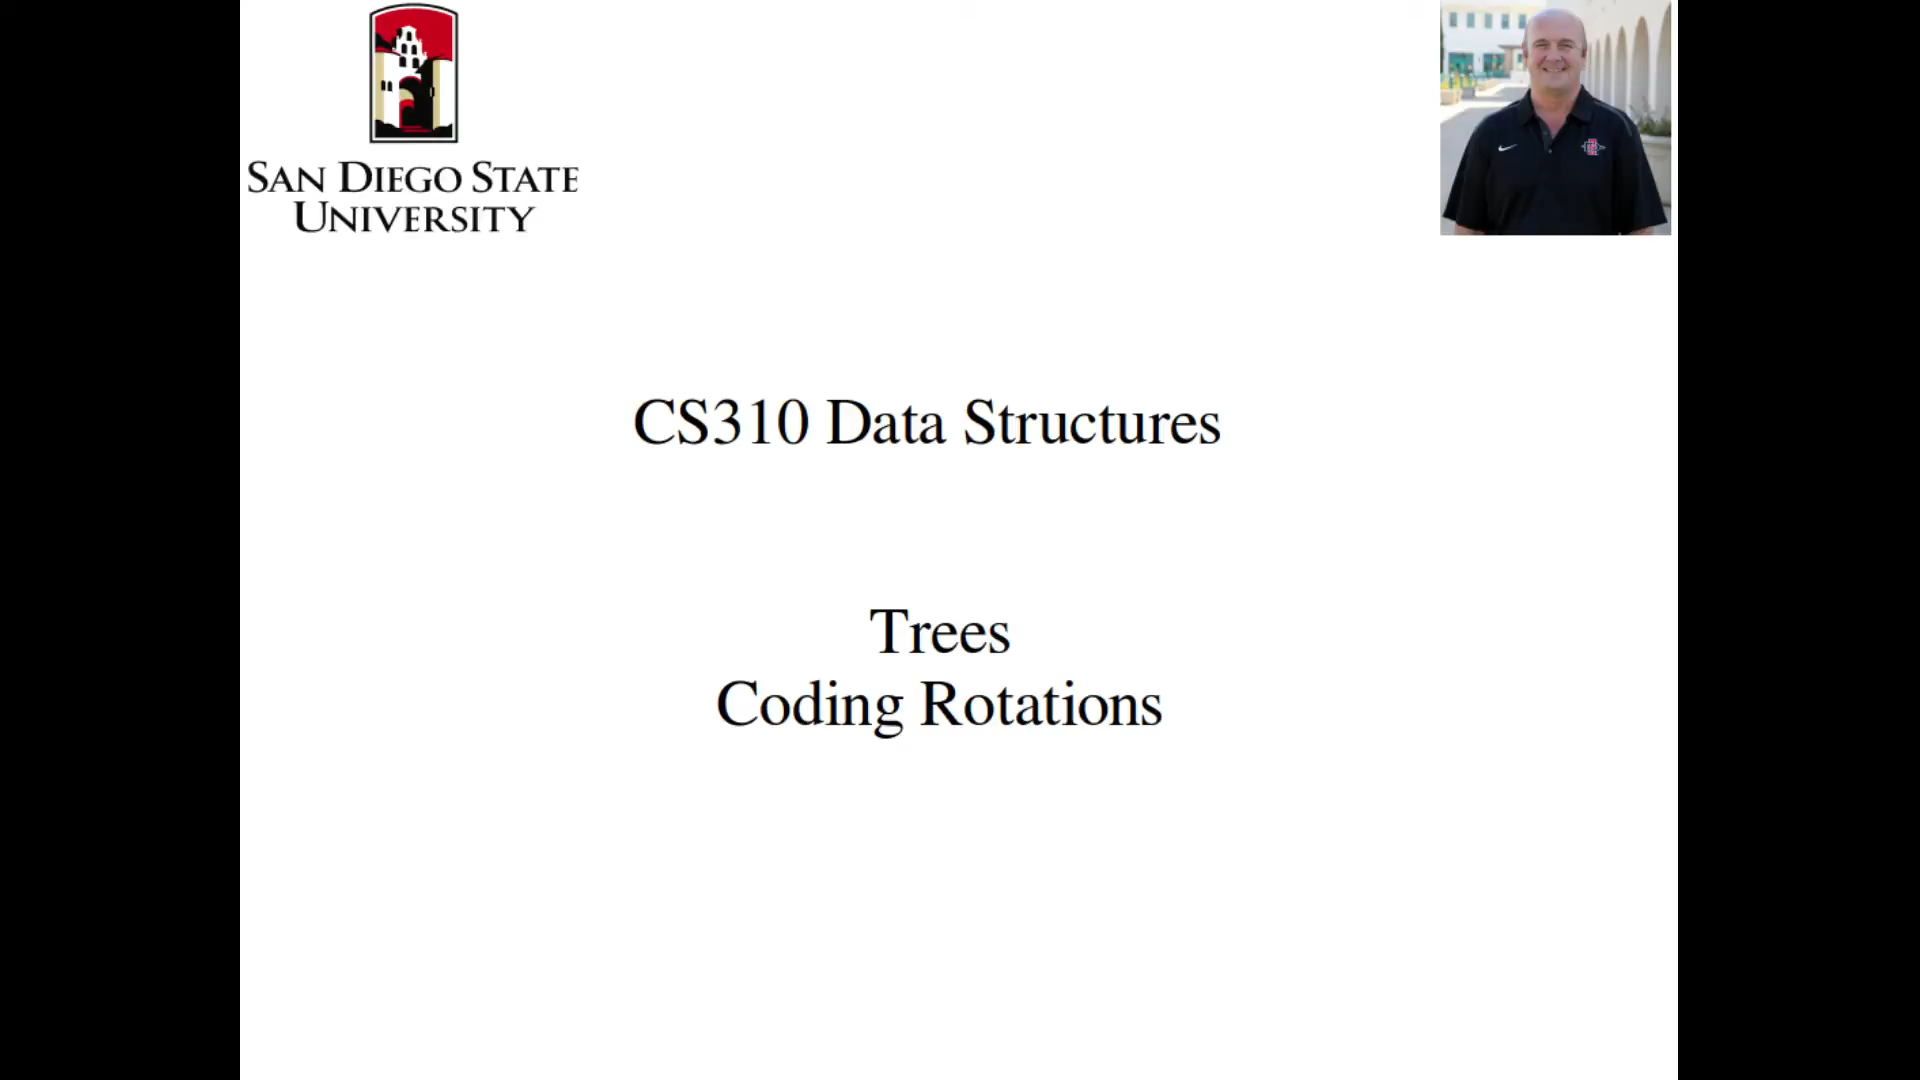 SAN DIEGO STATE
UNIVERSITY
CS310 Data Structures
Trees
Coding Rotations